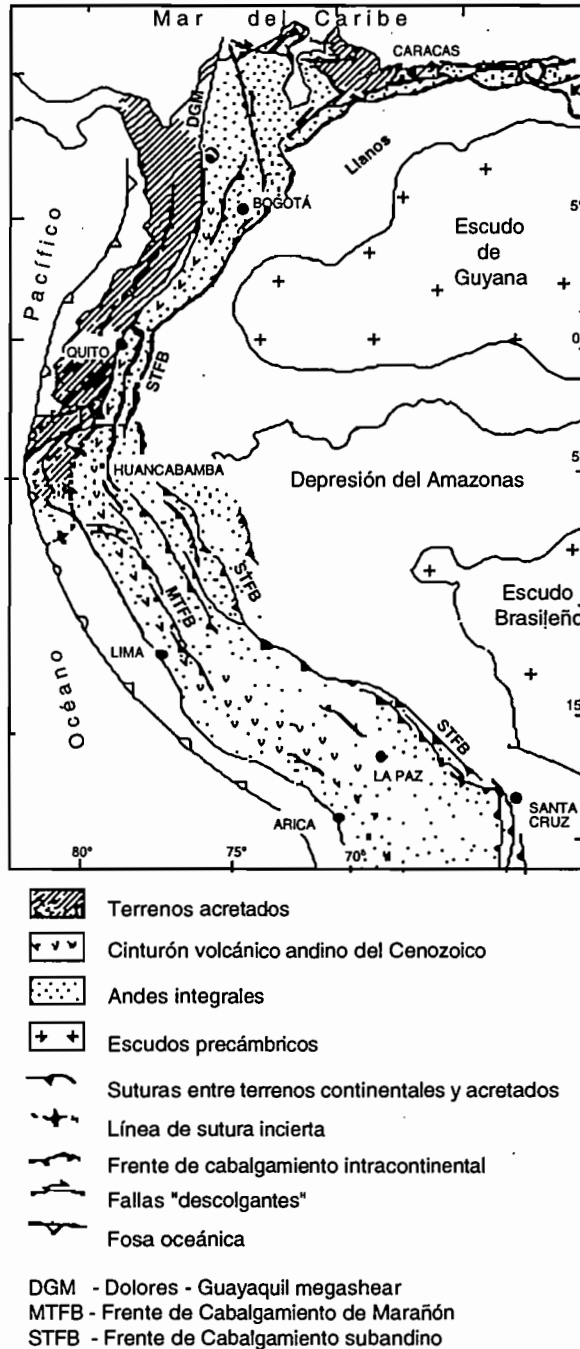 Mar del Caribe
CARACAS
DGM
Llanos
BOGOTÁ
5°
Escudo
de
Guyana
Pacífico
QUITO
0
STFB
HUANCABAMBA
5
Depresión del Amazonas
STFB
MTFB
Escudo
Brasileño
LIMA
Océano
15
STFB
LA PAZ
SANTA
CRUZ
ARICA
80°
75°
70°
Terrenos acretados
Cinturón volcánico andino del Cenozoico
Andes integrales
Escudos precámbricos
Suturas entre terrenos continentales y acretados
Línea de sutura incierta
Frente de cabalgamiento intracontinental
Fallas "descolgantes"
Fosa oceánica
DGM - Dolores - Guayaquil megashear
MTFB - Frente de Cabalgamiento de Marañón
STFB - Frente de Cabalgamiento subandino